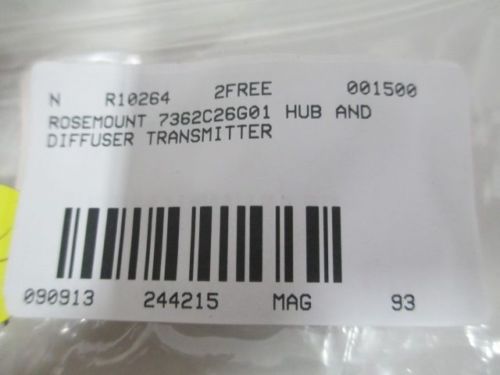 N R10264 2FREE 001500
ROSEMOUNT 7362C26G01 HUB AND
DIFFUSER TRANSMITTER
090913 244215 MAG 93